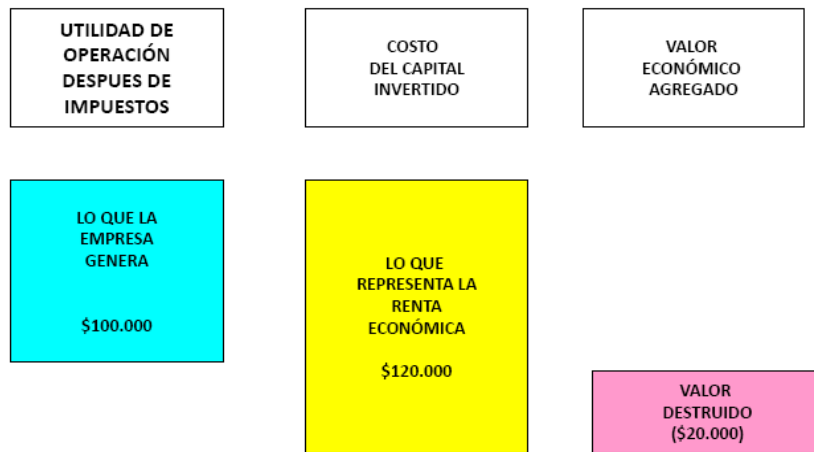 UTILIDAD DE
OPERACIÓN
DESPUES DE
IMPUESTOS
COSTO
DEL CAPITAL
INVERTIDO
VALOR
ECONÓMICO
AGREGADO
LO QUE LA
EMPRESA
GENERA
$100.000
LO QUE
REPRESENTA LA
RENTA
ECONÓMICA
$120.000
VALOR
DESTRUIDO
($20.000)